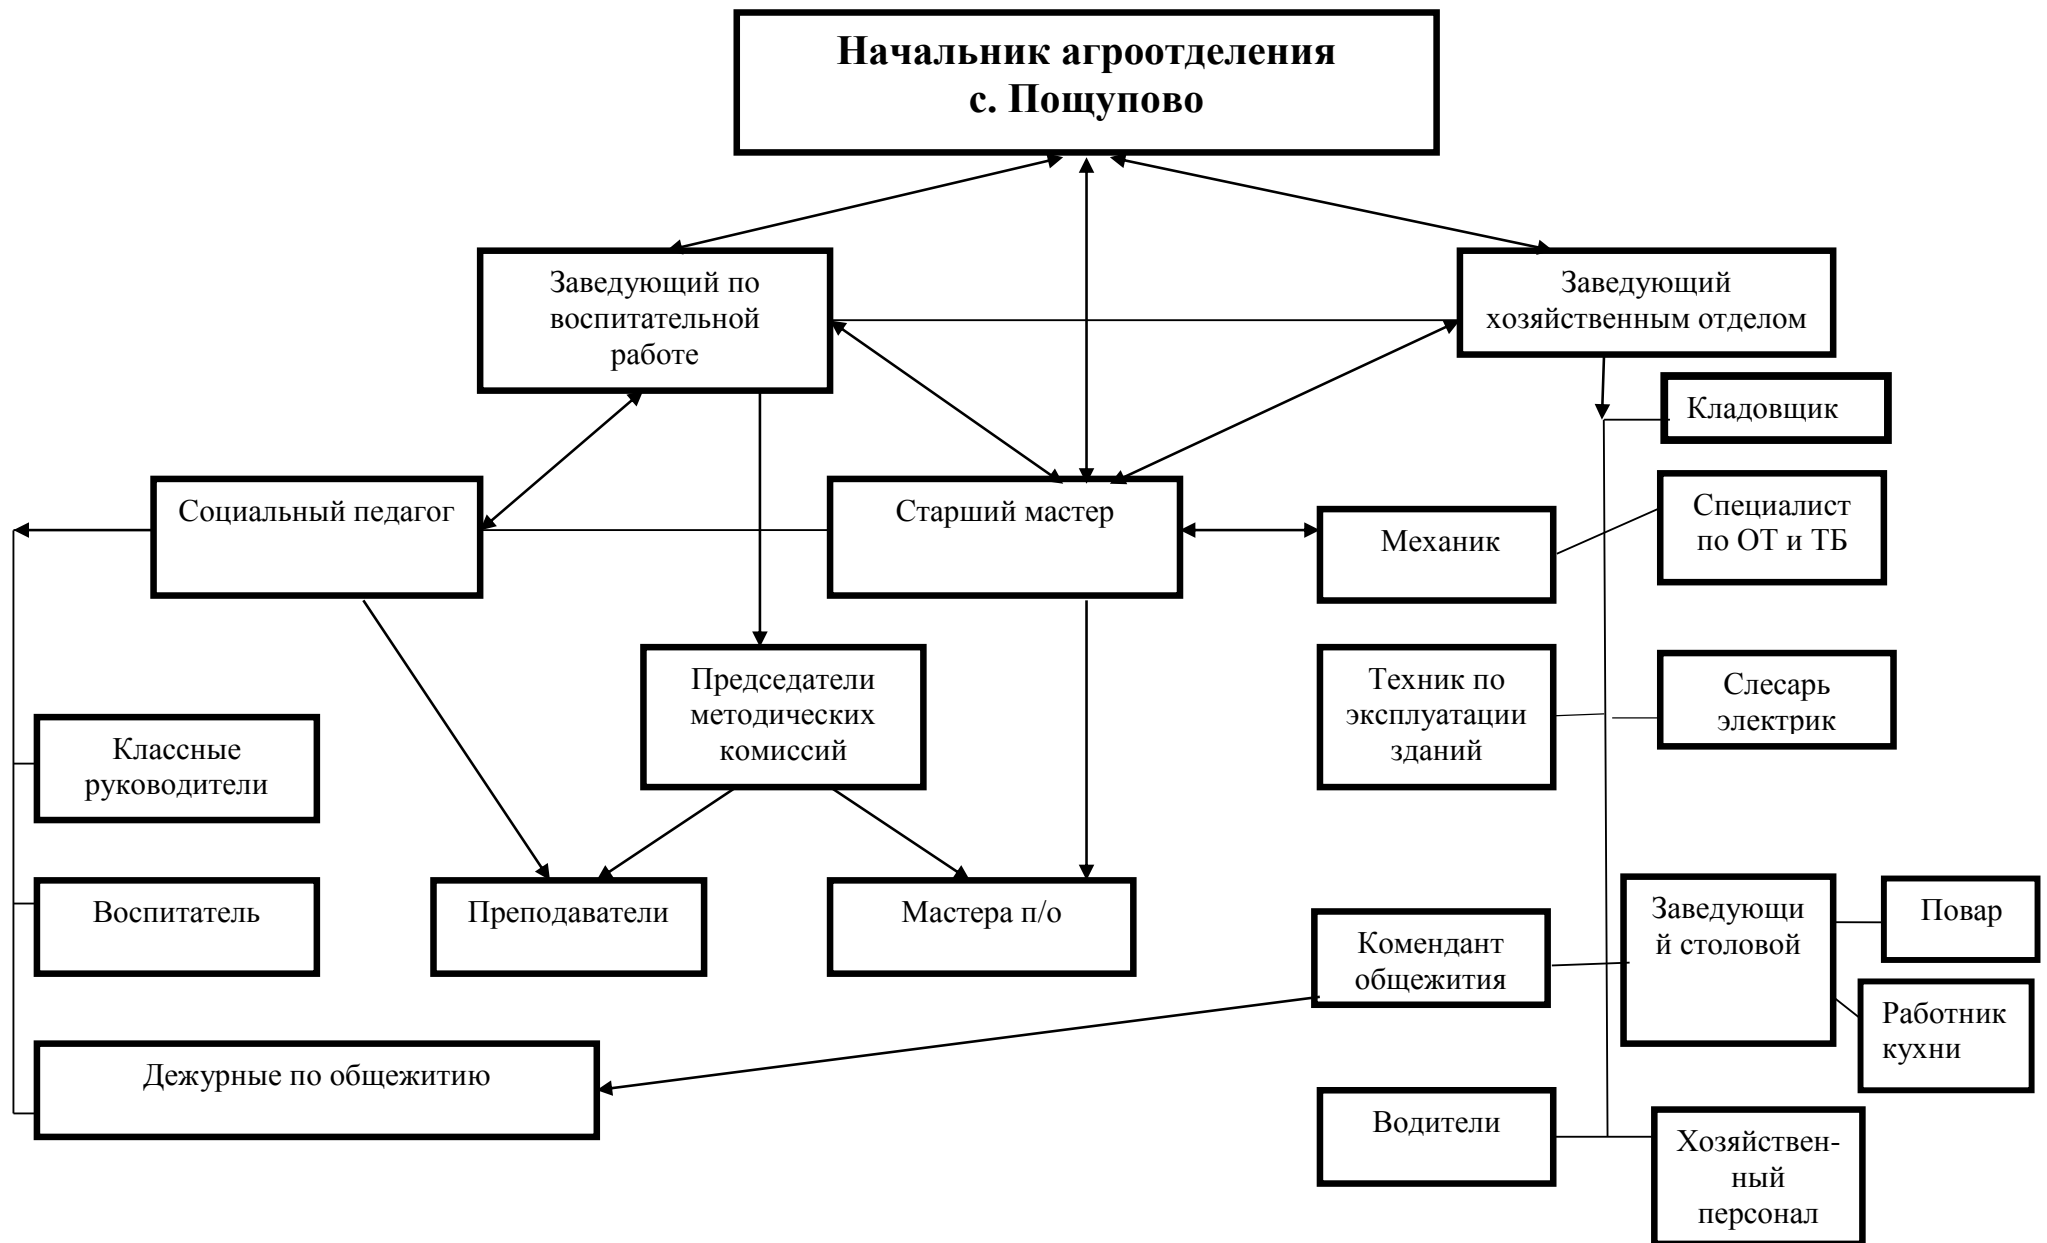 Начальник агроотделения
с. Пощупово
Заведующий по
воспитательной
работе
Заведующий
хозяйственным отделом
Кладовщик
Социальный педагог
Старший мастер
Механик
Специалист
по ОТ и ТБ
Председатели
методических
комиссий
Техник по
эксплуатации
зданий
Слесарь
электрик
Классные
руководители
Воспитатель
Преподаватели
Мастера п/о
Комендант
общежития
Заведующи
й столовой
Повар
Работник
кухни
Дежурные по общежитию
Водители
Хозяйствен-
ный
персонал